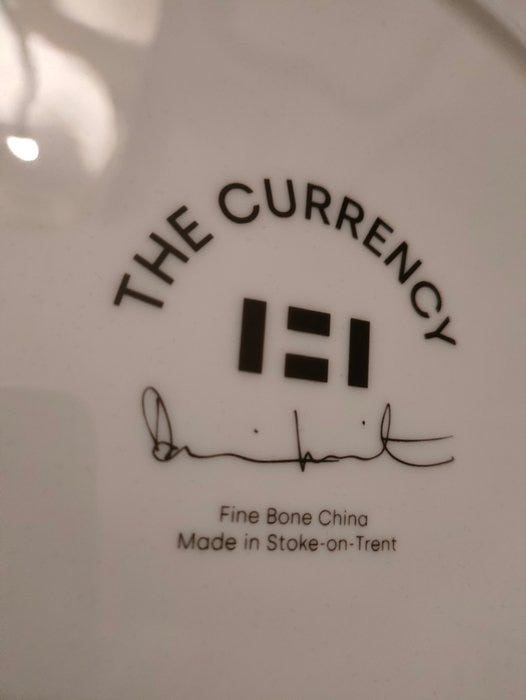 THE CURRENCY
Fine Bone China
Made in Stoke-on-Trent